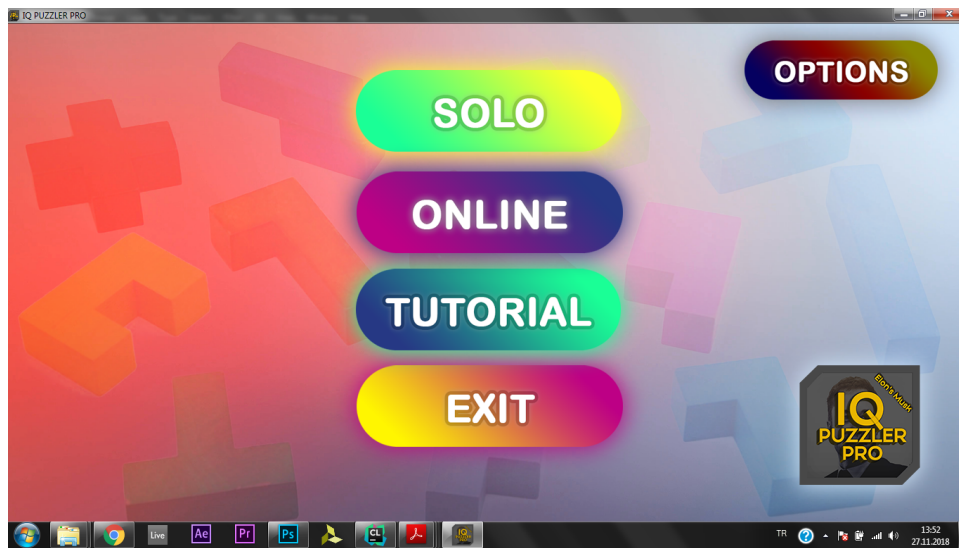 IQ PUZZLER PRO
OPTIONS
SOLO
ONLINE
TUTORIAL
EXIT
Elon's Musk
IQ
PUZZLER
PRO
Live
Ae
Pr
Ps
CL
IQ
TR
13:52
27.11.2018